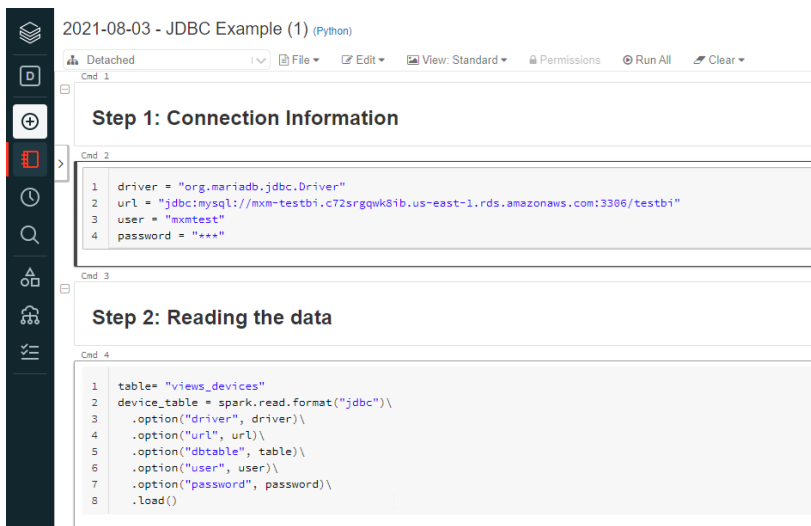 2021-08-03 - JDBC Example (1) (Python)
Detached File Edit View: Standard Permissions Run All Clear
D
Cmd 1
Step 1: Connection Information
Cmd 2
1 driver = "org.mariadb.jdbc.Driver"
2 url = "jdbc:mysql://mxm-testbi.c72srgqwk8ib.us-east-1.rds.amazonaws.com:3306/testbi"
3 user = "mxmtest"
4 password = "***"
Cmd 3
Step 2: Reading the data
Cmd 4
1 table= "views_devices"
2 device_table = spark.read.format("jdbc")\
3 .option("driver", driver)\
4 .option("url", url)\
5 .option("dbtable", table)\
6 .option("user", user)\
7 .option("password", password)\
8 .load()